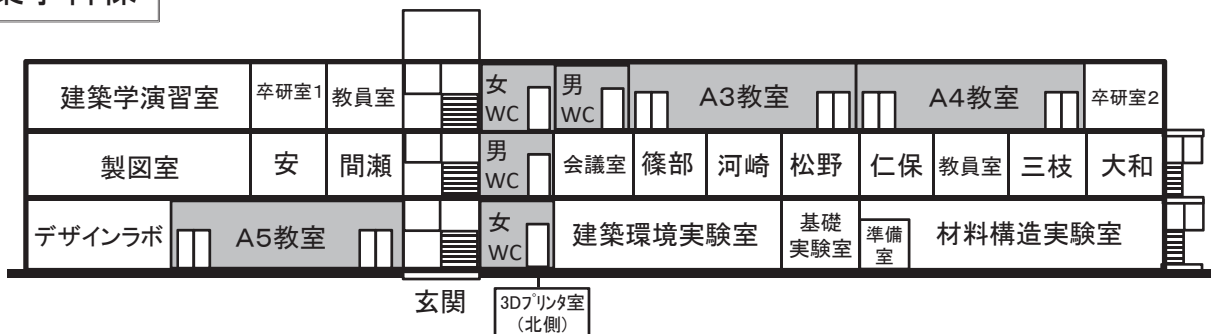 建築学演習室 卒研室1 教員室 女 WC 男 WC A3教室 A4教室 卒研室2
製図室 安 間瀬 男 WC 会議室 篠部 河崎 松野 仁保 教員室 三枝 大和
デザインラボ A5教室 女 WC 建築環境実験室 基礎 実験室 準備 室 材料構造実験室
玄関
3Dプリンタ室
(北側)